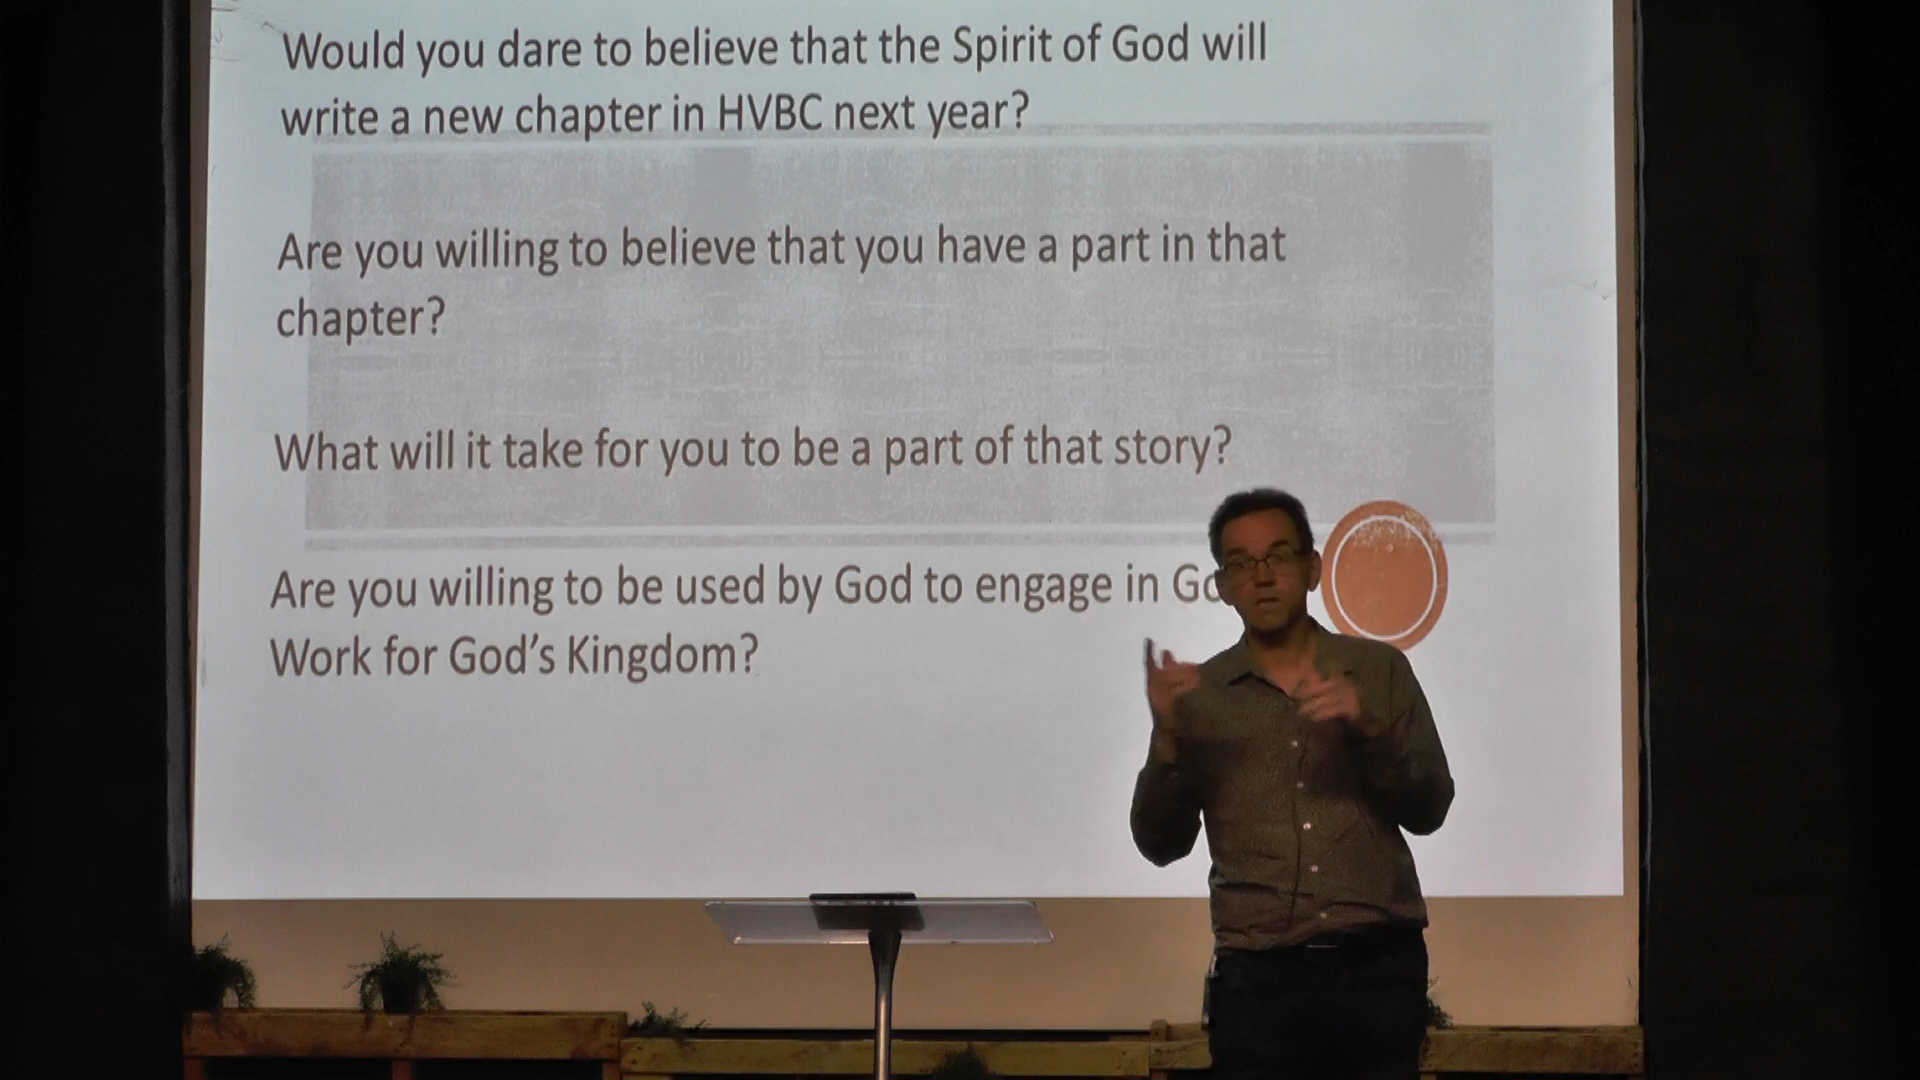 Would you dare to believe that the Spirit of God will
write a new chapter in HVBC next year?
Are you willing to believe that you have a part in that
chapter?
What will it take for you to be a part of that story?
Are you willing to be used by God to engage in
Work for God's Kingdom?